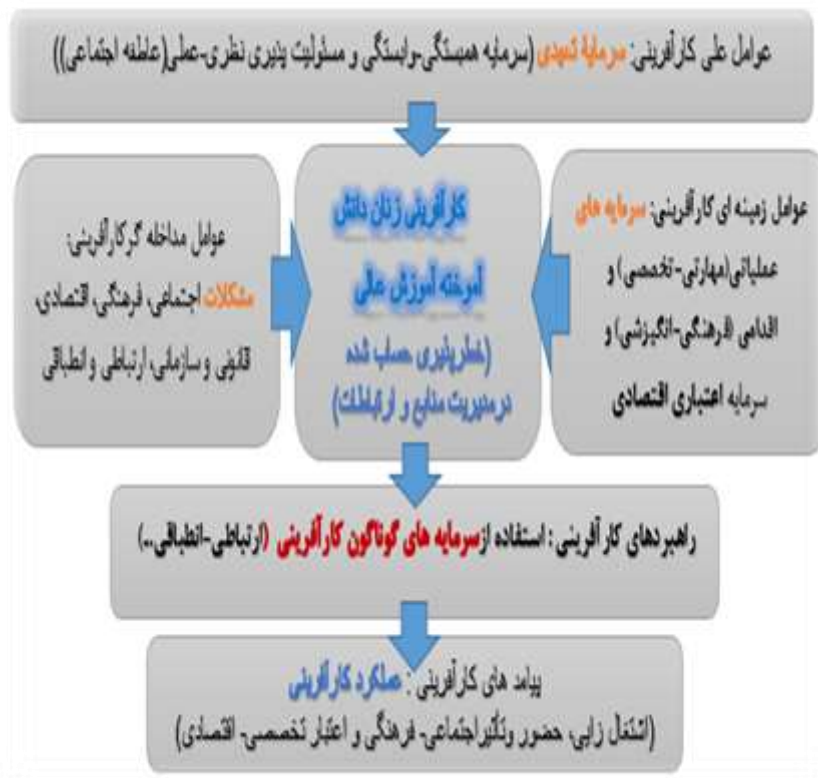 عوامل علی کارآفرینی: سرمایهٔ تعهدی (سرمایه همبستگی-وابستگی و مسئولیت پذیری نظری-عملی(عاطفه اجتماعی))
عوامل زمینه ای کارآفرینی: سرمایه های
عملیاتی(مهارتی-تخصصی) و
اقدامی (فرهنگی-انگیزشی) و
سرمایه اعتباری اقتصادی
کارآفرینی زنان دانش
آموخته آموزش عالی
(خطرپذیری حساب شده
درمدیریت منابع و ارتباطات)
عوامل مداخله گرکارآفرینی:
مشکلات اجتماعی، فرهنگی، اقتصادی،
قانونی و سازمانی، ارتباطی و انطباقی
راهبردهای کارآفرینی : استفاده ازسرمایه های گوناگون کارآفرینی (ارتباطی-انطباقی...)
پیامد های کارآفرینی : عملکرد کارآفرینی
(اشتغال زایی، حضور وتأثیراجتماعی- فرهنگی و اعتبار تخصصی- اقتصادی)